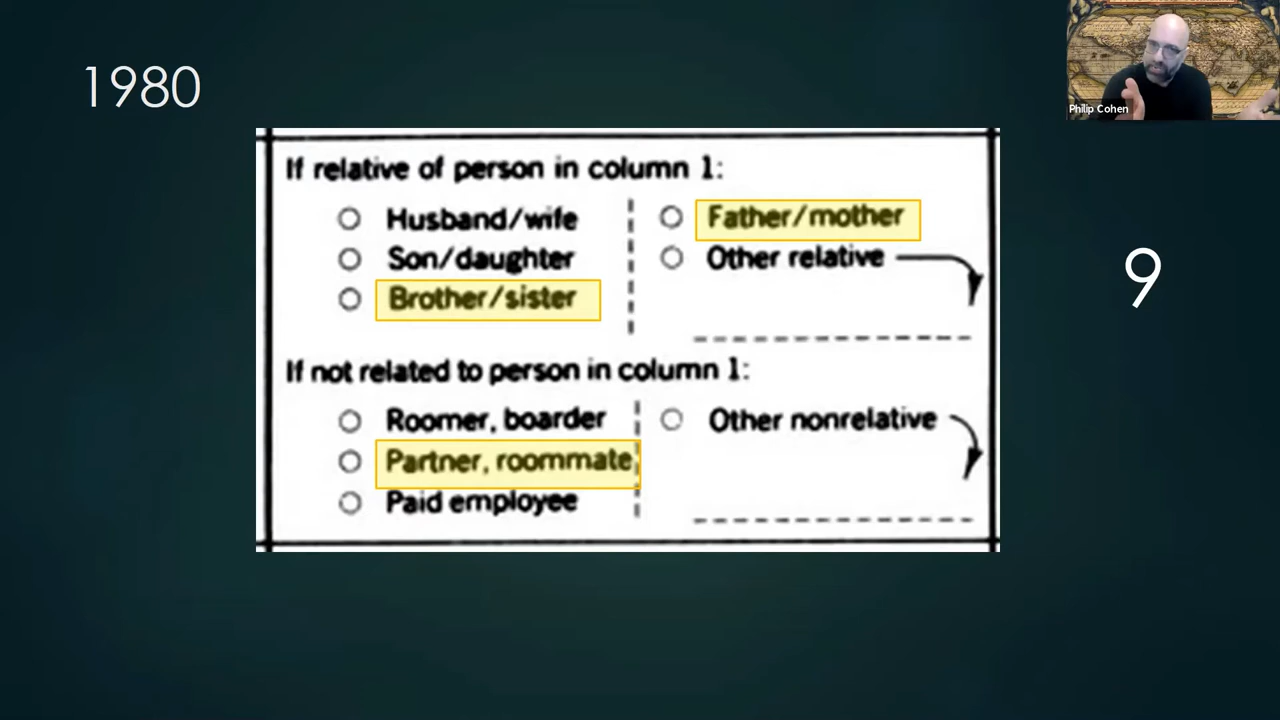 1980
If relative of person in column 1:
Husband/wife
Son/daughter
Brother/sister
Father/mother
Other relative
If not related to person in column 1:
Roomer, boarder
Partner, roommate
Paid employee
Other nonrelative
9
Philip Cohen